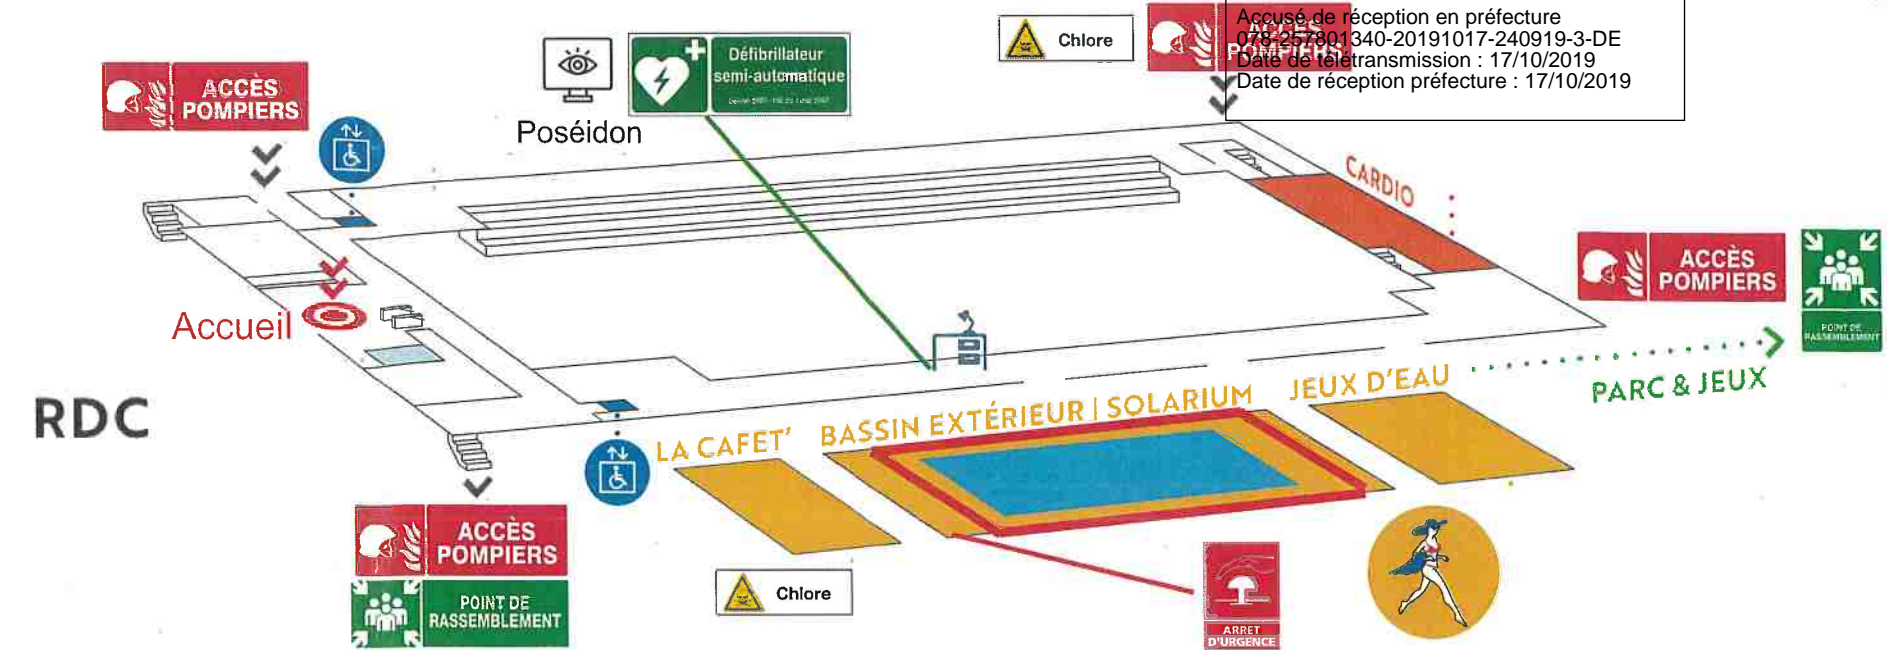 Accusé de réception en préfecture
078-257801340-20191017-240919-3-DE
Date de télétransmission : 17/10/2019
Date de réception préfecture : 17/10/2019
Chlore
ACCÈS
POMPIERS
Défibrillateur
semi-automatique
Poséidon
ACCÈS
POMPIERS
CARDIO
ACCÈS
POMPIERS
POINT DE
RASSEMBLEMENT
Accueil
RDC
LA CAFET'
BASSIN EXTÉRIEUR | SOLARIUM
JEUX D'EAU
PARC & JEUX
ACCÈS
POMPIERS
POINT DE
RASSEMBLEMENT
Chlore
ARRET
D'URGENCE